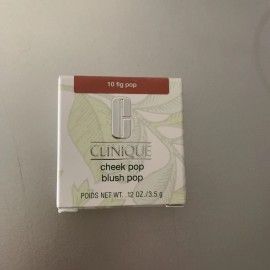 10 fig pop
C
CLINIQUE
cheek pop
blush pop
POIDS NET WT. .12 OZ./3.5 g